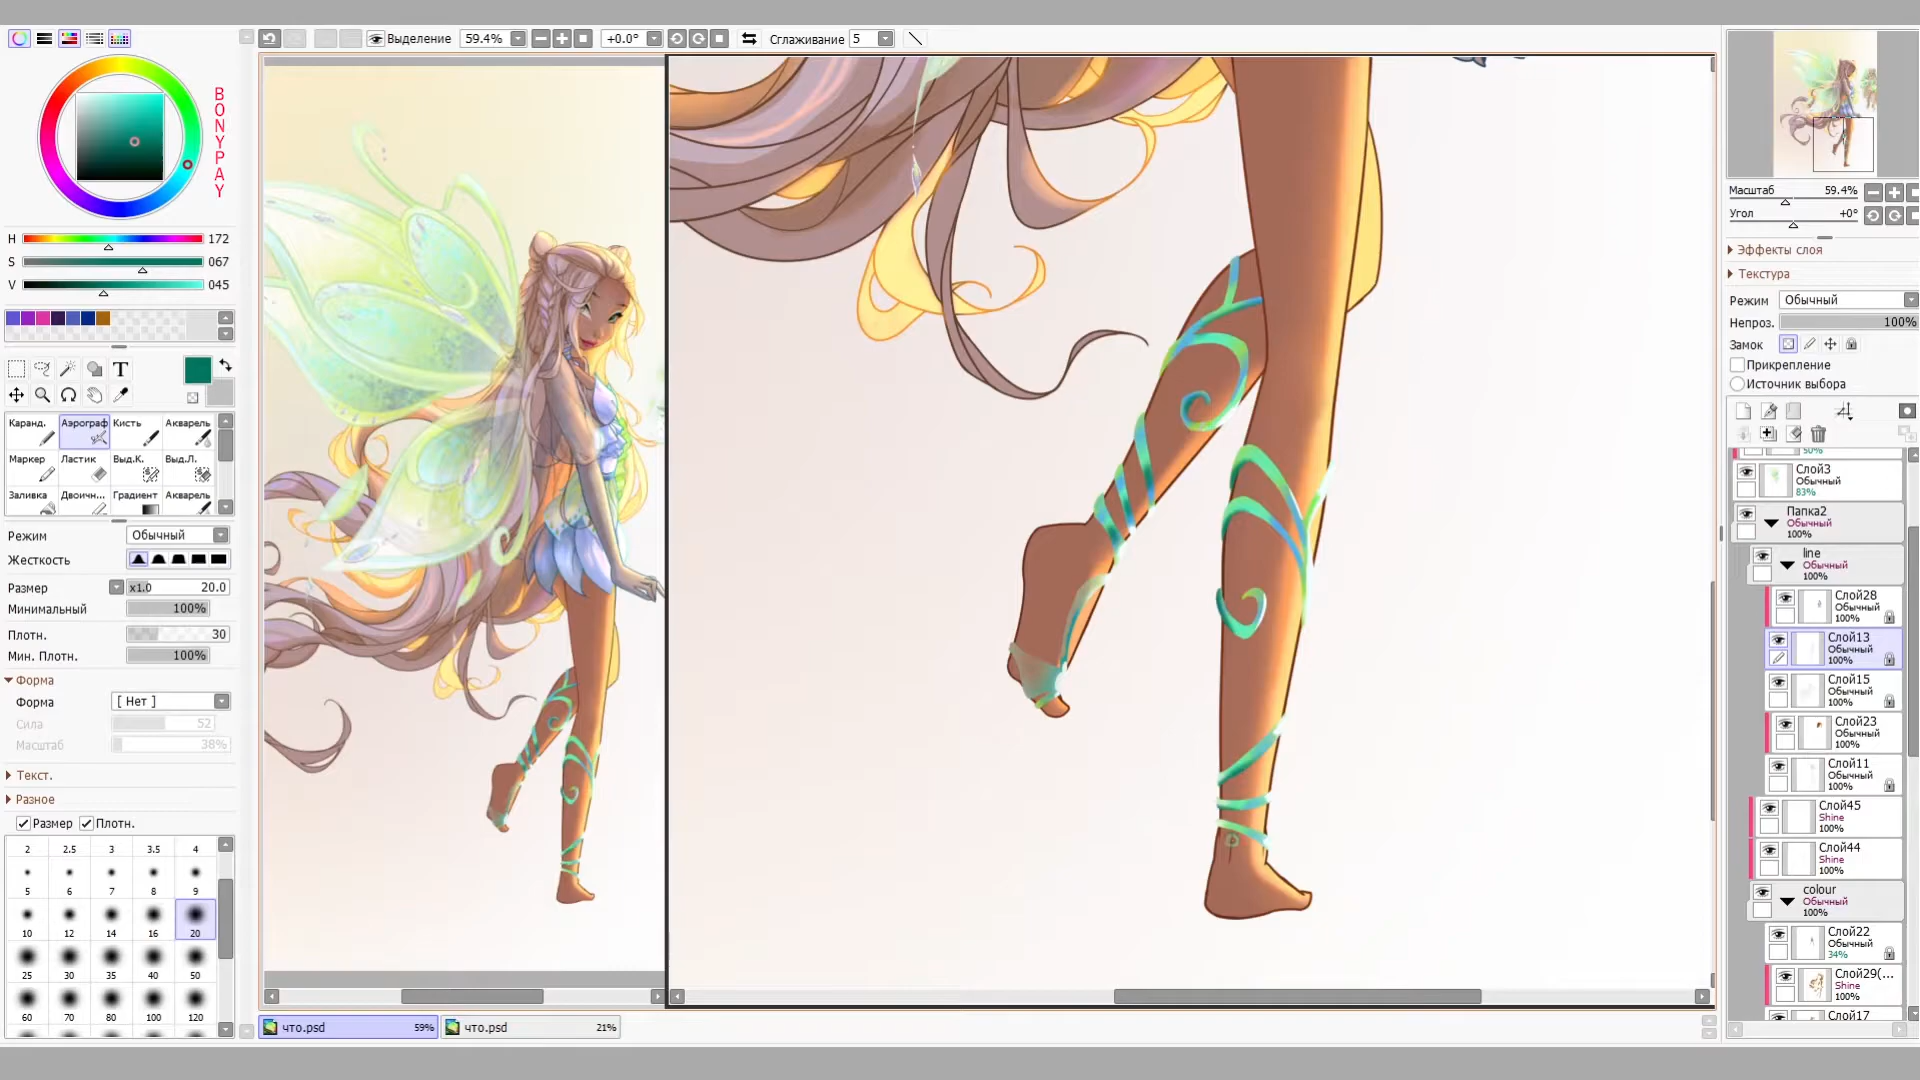 Выделение 59.4% +0.0° Сглаживание 5
BONYPAY
H 172
S 067
V 045
T
Каранд. Аэрограф Кисть Акварель
Маркер Ластик Выд.К. Выд.Л.
Заливка Двоичн... Градиент Акварель
Режим Обычный
Жесткость
Размер x1.0 20.0
Минимальный 100%
Плотн. 30
Мин. Плотн. 100%
Форма
Форма [ Нет ]
Сила 52
Масштаб 38%
Текст.
Разное
Размер Плотн.
2 2.5 3 3.5 4
5 6 7 8 9
10 12 14 16 20
25 30 35 40 50
60 70 80 100 120
что.psd 59% что.psd 21%
Масштаб 59.4%
Угол +0°
Эффекты слоя
Текстура
Режим Обычный
Непроз. 100%
Замок
Прикрепление
Источник выбора
50%
Слой3
Обычный
83%
Папка2
Обычный
100%
line
Обычный
100%
Слой28
Обычный
100%
Слой13
Обычный
100%
Слой15
Обычный
100%
Слой23
Обычный
100%
Слой11
Обычный
100%
Слой45
Shine
100%
Слой44
Shine
100%
colour
Обычный
100%
Слой22
Обычный
34%
Слой29(...
Shine
100%
Слой17